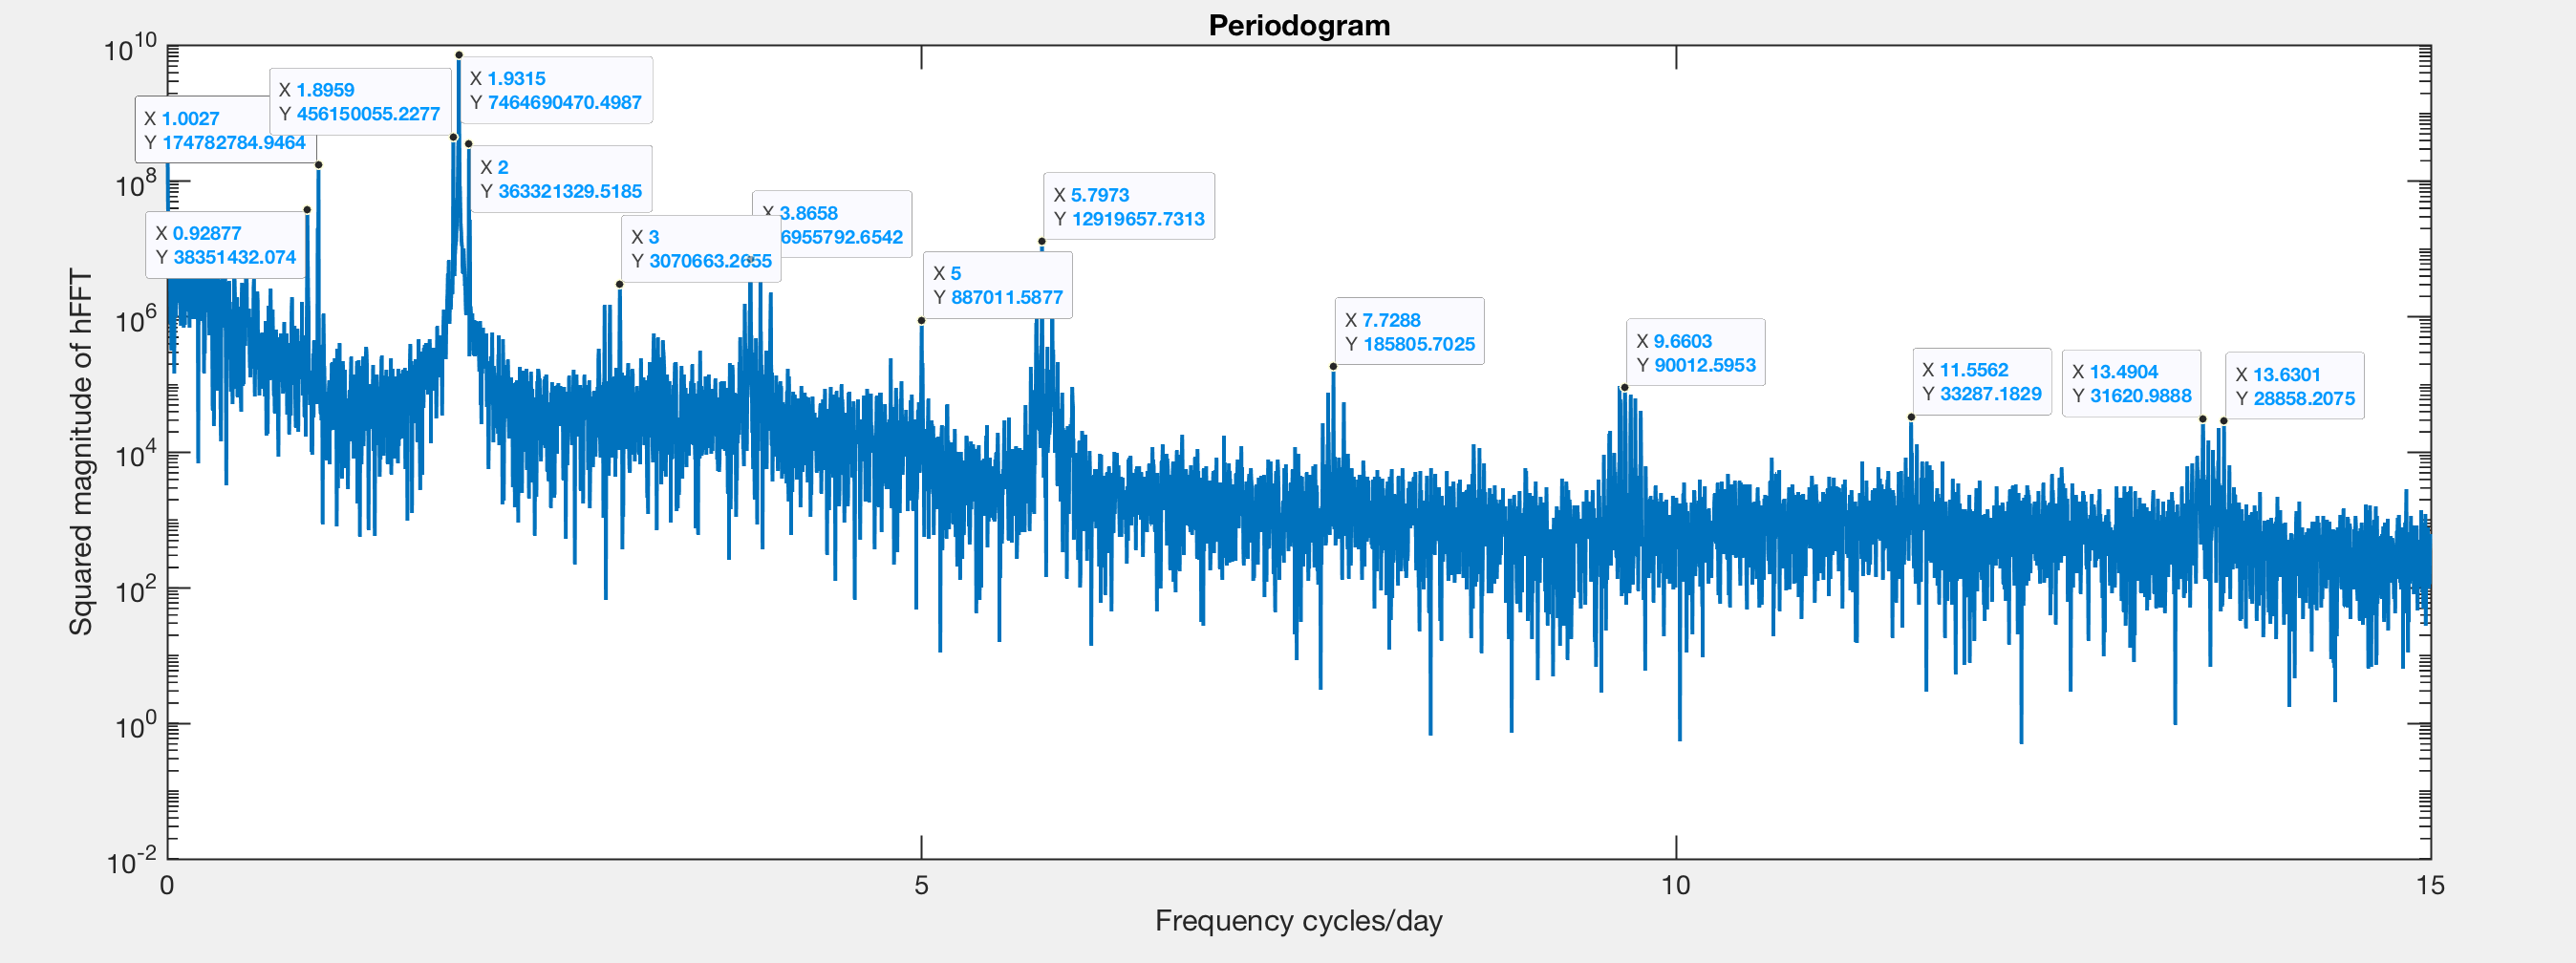 Periodogram
10^10
10^8
10^6
10^4
10^2
10^0
10^-2
Squared magnitude of hFFT
X 1.0027
Y 174782784.9464
X 1.8959
Y 456150055.2277
X 1.9315
Y 7464690470.4987
X 2
Y 363321329.5185
X 0.92877
Y 38351432.074
X 3
Y 3070663.2655
X 3.8658
6955792.6542
X 5
Y 887011.5877
X 5.7973
Y 12919657.7313
X 7.7288
Y 185805.7025
X 9.6603
Y 90012.5953
X 11.5562
Y 33287.1829
X 13.4904
Y 31620.9888
X 13.6301
Y 28858.2075
0 5 10 15
Frequency cycles/day